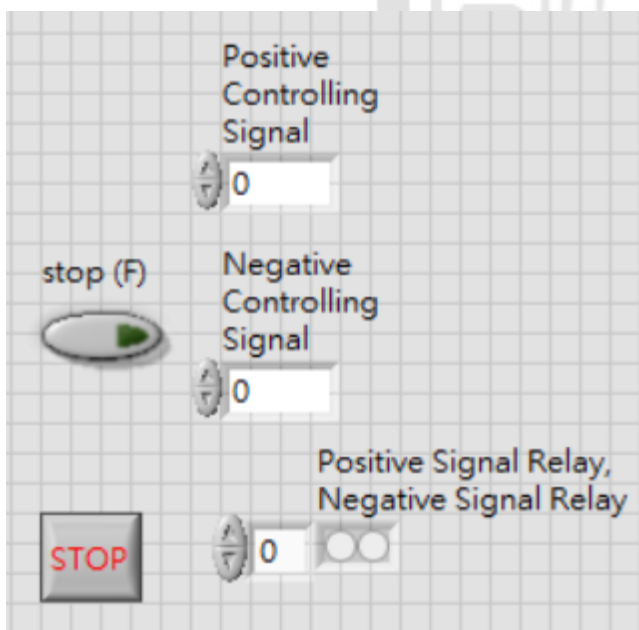 Positive
Controlling
Signal
0
stop (F)
Negative
Controlling
Signal
0
Positive Signal Relay,
Negative Signal Relay
STOP
0